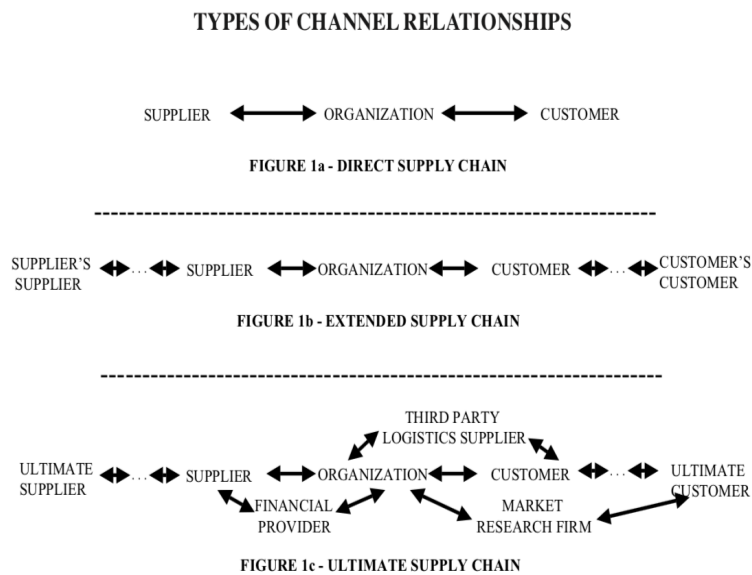 TYPES OF CHANNEL RELATIONSHIPS
SUPPLIER ORGANIZATION CUSTOMER
FIGURE 1a - DIRECT SUPPLY CHAIN
SUPPLIER'S SUPPLIER ... SUPPLIER ORGANIZATION CUSTOMER ... CUSTOMER'S CUSTOMER
FIGURE 1b - EXTENDED SUPPLY CHAIN
THIRD PARTY
LOGISTICS SUPPLIER
ULTIMATE SUPPLIER ... SUPPLIER ORGANIZATION CUSTOMER ... ULTIMATE CUSTOMER
FINANCIAL PROVIDER
MARKET RESEARCH FIRM
FIGURE 1c - ULTIMATE SUPPLY CHAIN